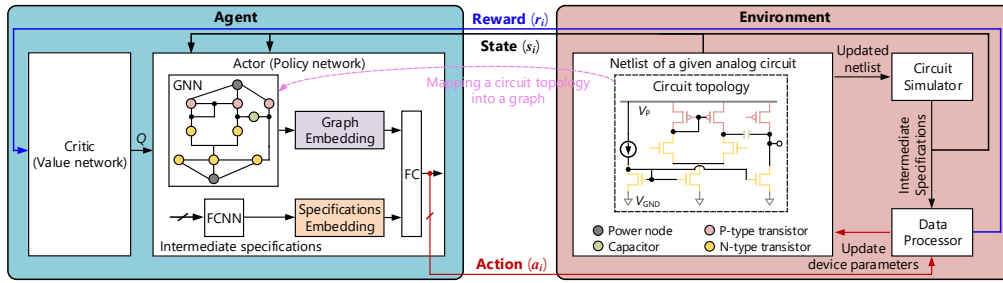 Agent
Reward (ri)
Environment
State (si)
Actor (Policy network)
GNN
Mapping a circuit topology
into a graph
Netlist of a given analog circuit
Circuit topology
VP
VGND
Updated
netlist
Circuit
Simulator
Critic
(Value network)
Q
Graph
Embedding
FC
FCNN
Specifications
Embedding
Intermediate specifications
Intermediate
Specifications
Power node
P-type transistor
Capacitor
N-type transistor
Data
Processor
Update
device parameters
Action (ai)